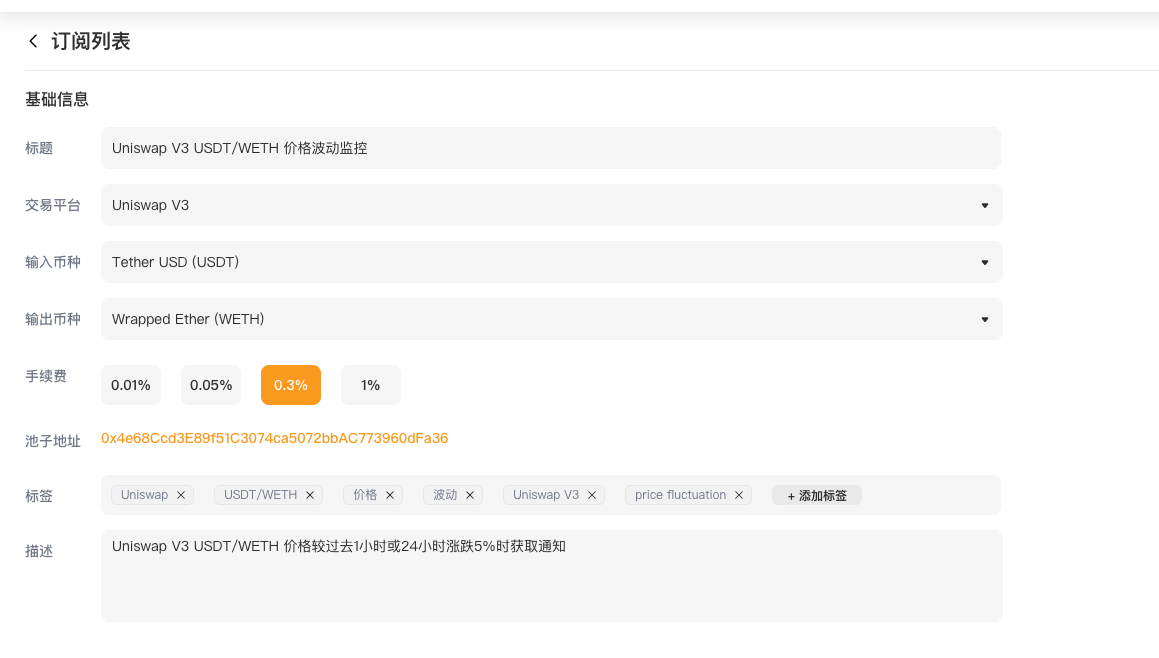 订阅列表
基础信息
标题 Uniswap V3 USDT/WETH 价格波动监控
交易平台 Uniswap V3
输入币种 Tether USD (USDT)
输出币种 Wrapped Ether (WETH)
手续费 0.01% 0.05% 0.3% 1%
池子地址 0x4e68Ccd3E89f51C3074ca5072bbAC773960dFa36
标签 Uniswap × USDT/WETH × 价格 × 波动 × Uniswap V3 × price fluctuation × + 添加标签
描述 Uniswap V3 USDT/WETH 价格较过去1小时或24小时涨跌5%时获取通知